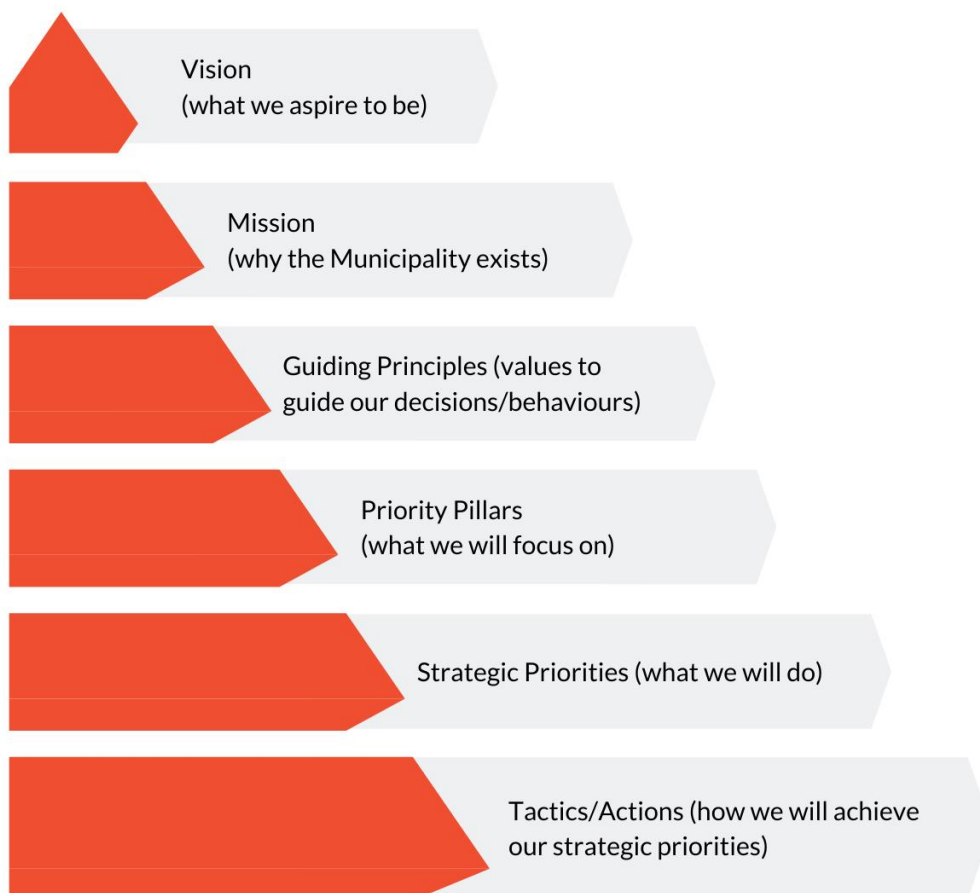 Vision
(what we aspire to be)
Mission
(why the Municipality exists)
Guiding Principles (values to
guide our decisions/behaviours)
Priority Pillars
(what we will focus on)
Strategic Priorities (what we will do)
Tactics/Actions (how we will achieve
our strategic priorities)